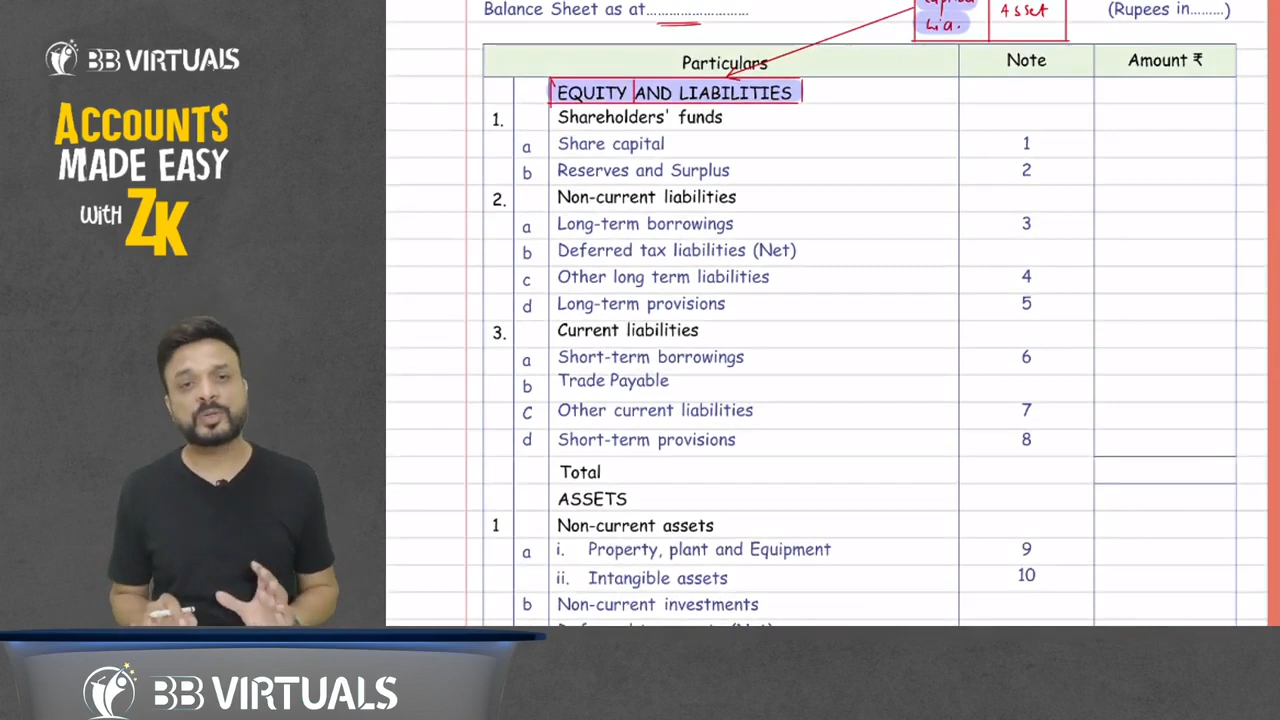 BB VIRTUALS
ACCOUNTS
MADE EASY
WITH ZK
Balance Sheet as at........................
capital
Lia.
Asset
(Rupees in.........)
Particulars Note Amount ₹
EQUITY AND LIABILITIES
1. Shareholders' funds
a Share capital 1
b Reserves and Surplus 2
2. Non-current liabilities
a Long-term borrowings 3
b Deferred tax liabilities (Net)
c Other long term liabilities 4
d Long-term provisions 5
3. Current liabilities
a Short-term borrowings 6
b Trade Payable
C Other current liabilities 7
d Short-term provisions 8
Total
ASSETS
1 Non-current assets
a i. Property, plant and Equipment 9
ii. Intangible assets 10
b Non-current investments
BB VIRTUALS